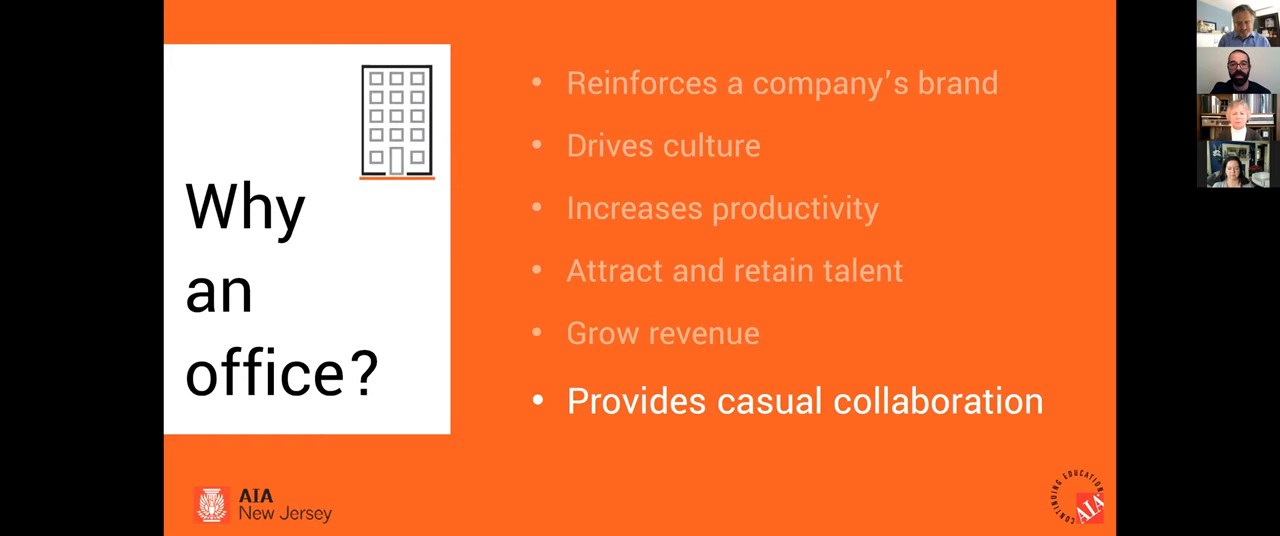 Why
an
office?
• Reinforces a company’s brand
• Drives culture
• Increases productivity
• Attract and retain talent
• Grow revenue
• Provides casual collaboration
AIA
New Jersey
CONTINUING EDUCATION
AIA